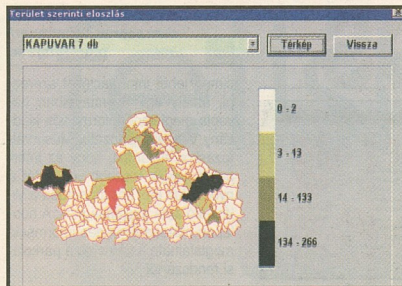 Terület szerinti eloszlás
KAPUVAR 7 db
Térkép
Vissza
0 - 2
3 - 13
14 - 133
134 - 266